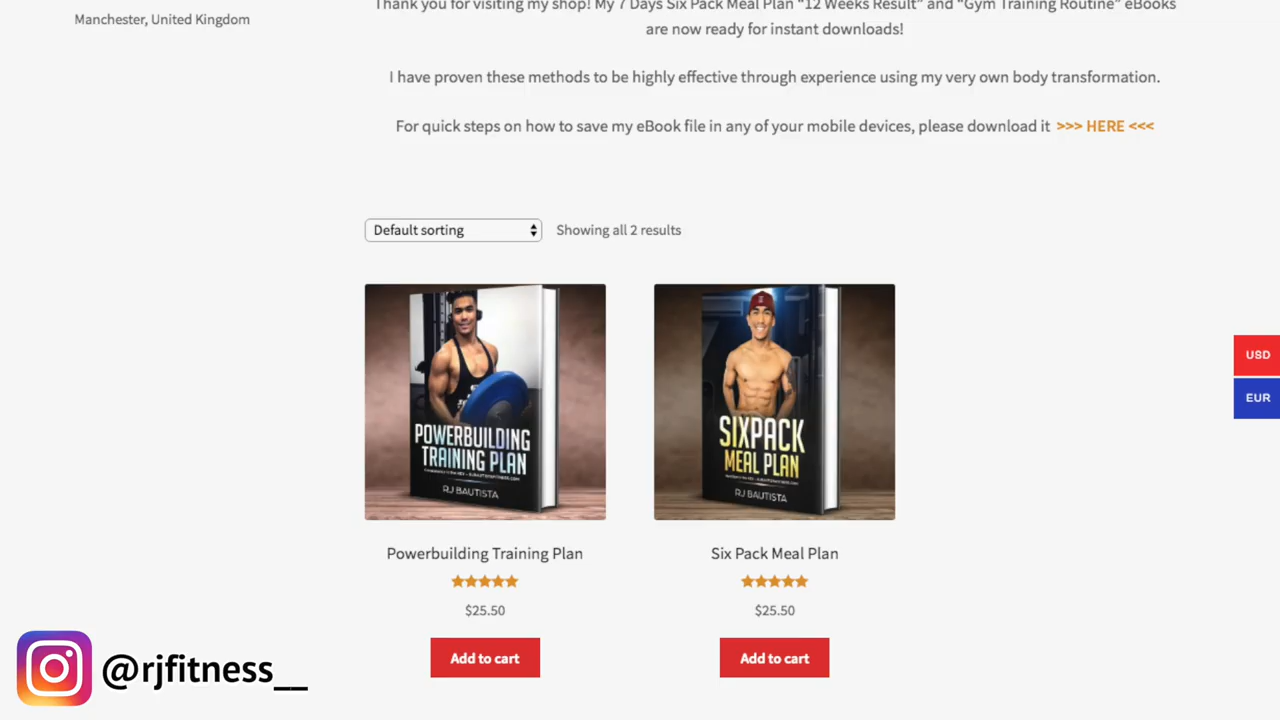 Manchester, United Kingdom
Thank you for visiting my shop! My 7 Days Six Pack Meal Plan “12 Weeks Result” and “Gym Training Routine” eBooks
are now ready for instant downloads!
I have proven these methods to be highly effective through experience using my very own body transformation.
For quick steps on how to save my eBook file in any of your mobile devices, please download it >>> HERE <<<
Default sorting
Showing all 2 results
POWERBUILDING
TRAINING PLAN
RJ BAUTISTA
SIXPACK
MEAL PLAN
RJ BAUTISTA
USD
EUR
Powerbuilding Training Plan
$25.50
Add to cart
Six Pack Meal Plan
$25.50
Add to cart
@rjfitness__